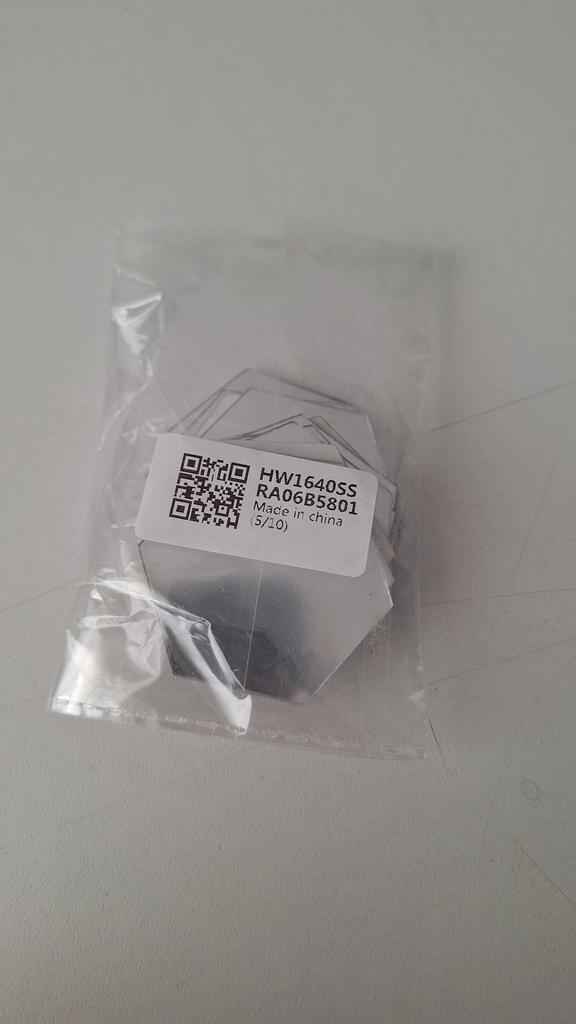 HW1640SS
RA06B5801
Made in china
(5/10)